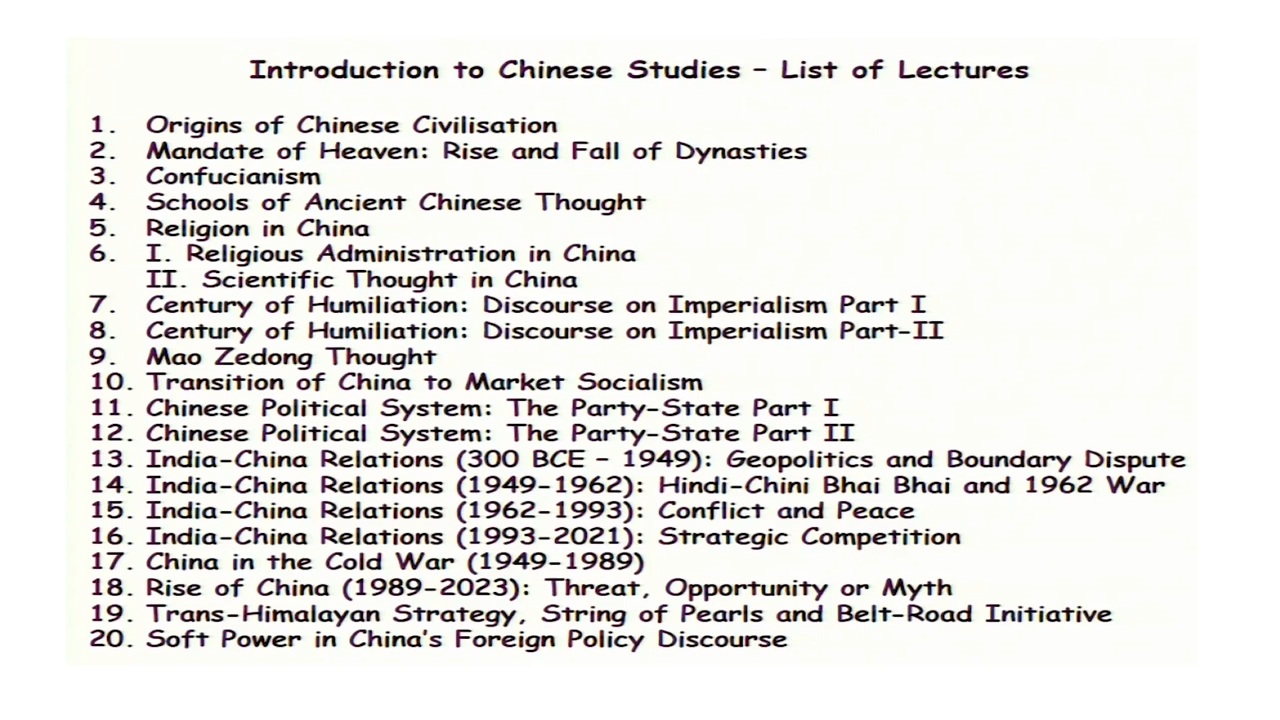 Introduction to Chinese Studies – List of Lectures
1. Origins of Chinese Civilisation
2. Mandate of Heaven: Rise and Fall of Dynasties
3. Confucianism
4. Schools of Ancient Chinese Thought
5. Religion in China
6. I. Religious Administration in China
II. Scientific Thought in China
7. Century of Humiliation: Discourse on Imperialism Part I
8. Century of Humiliation: Discourse on Imperialism Part-II
9. Mao Zedong Thought
10. Transition of China to Market Socialism
11. Chinese Political System: The Party-State Part I
12. Chinese Political System: The Party-State Part II
13. India-China Relations (300 BCE – 1949): Geopolitics and Boundary Dispute
14. India-China Relations (1949-1962): Hindi-Chini Bhai Bhai and 1962 War
15. India-China Relations (1962-1993): Conflict and Peace
16. India-China Relations (1993-2021): Strategic Competition
17. China in the Cold War (1949-1989)
18. Rise of China (1989-2023): Threat, Opportunity or Myth
19. Trans-Himalayan Strategy, String of Pearls and Belt-Road Initiative
20. Soft Power in China's Foreign Policy Discourse